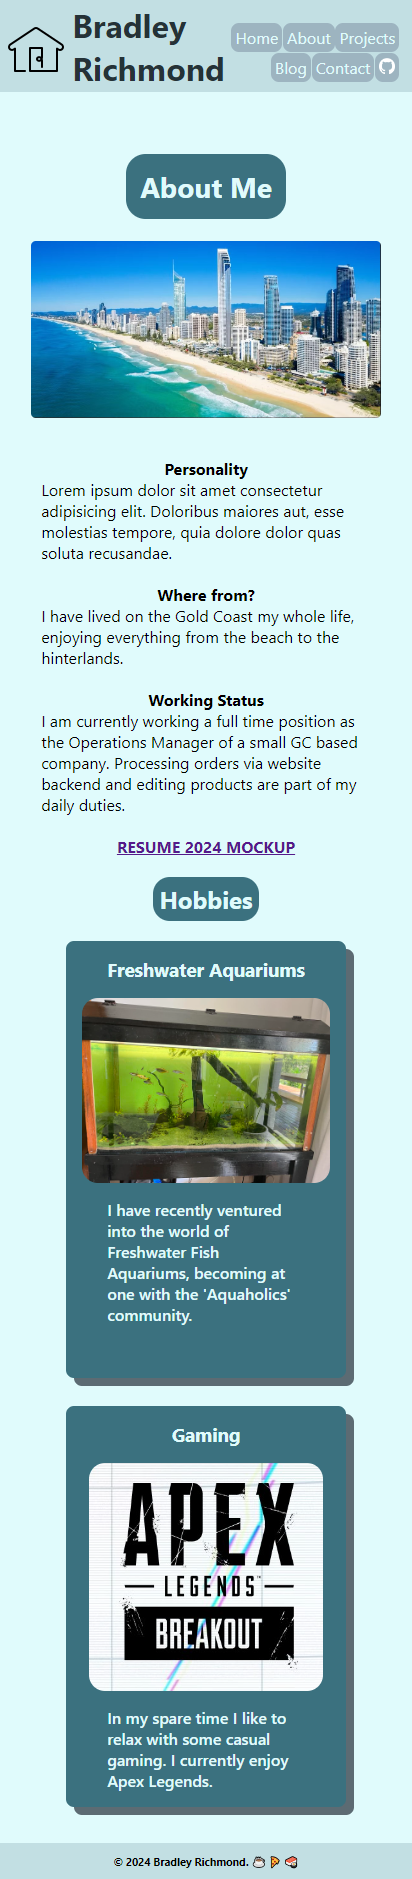 Bradley
Richmond
Home About Projects
Blog Contact
About Me
Personality
Lorem ipsum dolor sit amet consectetur
adipisicing elit. Doloribus maiores aut, esse
molestias tempore, quia dolore dolor quas
soluta recusandae.
Where from?
I have lived on the Gold Coast my whole life,
enjoying everything from the beach to the
hinterlands.
Working Status
I am currently working a full time position as
the Operations Manager of a small GC based
company. Processing orders via website
backend and editing products are part of my
daily duties.
RESUME 2024 MOCKUP
Hobbies
Freshwater Aquariums
I have recently ventured
into the world of
Freshwater Fish
Aquariums, becoming at
one with the 'Aquaholics'
community.
Gaming
APEX
LEGENDS™
BREAKOUT
In my spare time I like to
relax with some casual
gaming. I currently enjoy
Apex Legends.
© 2024 Bradley Richmond. 🍚 🍕 🍣